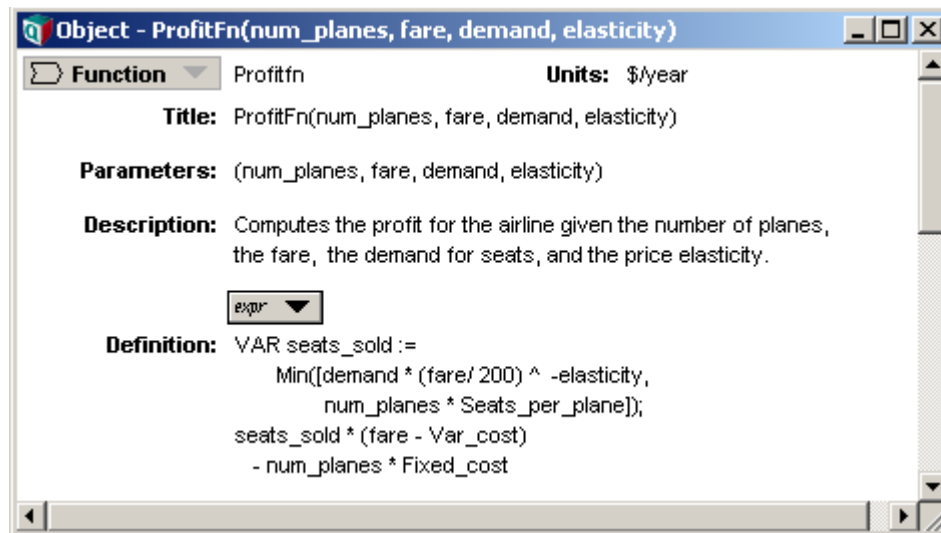 Object - ProfitFn(num_planes, fare, demand, elasticity)
Function Profitfn Units: $/year
Title: ProfitFn(num_planes, fare, demand, elasticity)
Parameters: (num_planes, fare, demand, elasticity)
Description: Computes the profit for the airline given the number of planes,
the fare, the demand for seats, and the price elasticity.
expr
Definition: VAR seats_sold :=
Min([demand * (fare/ 200) ^ -elasticity,
num_planes * Seats_per_plane]);
seats_sold * (fare - Var_cost)
- num_planes * Fixed_cost